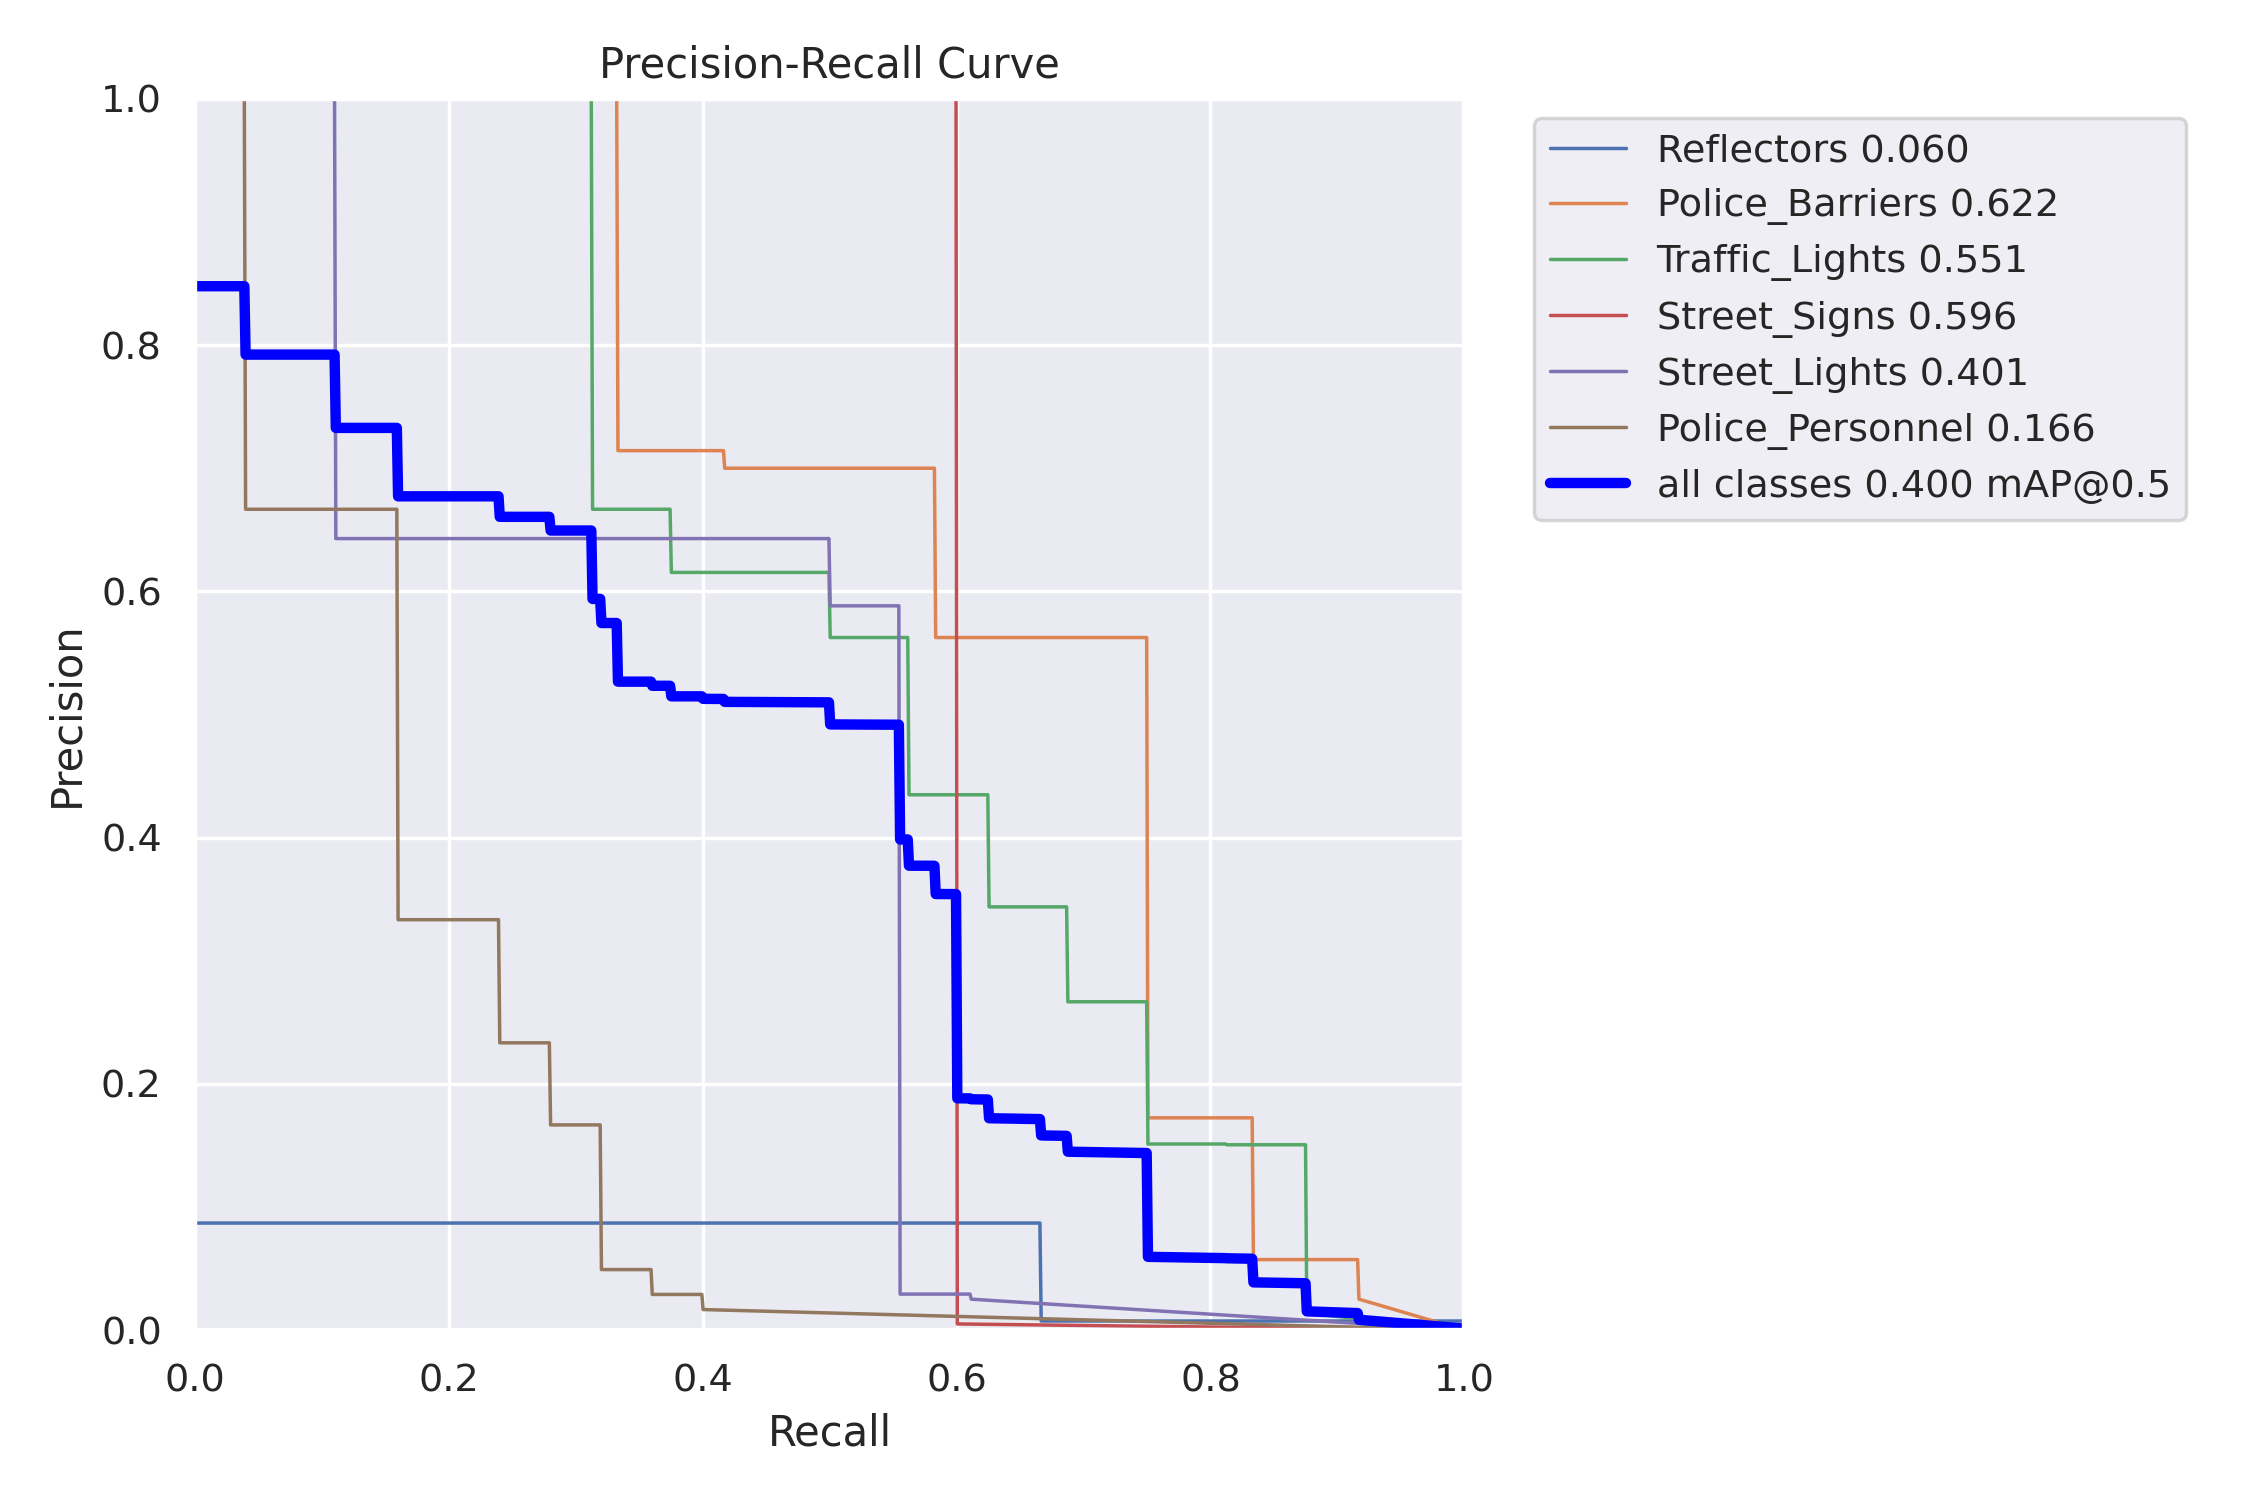 Precision-Recall Curve
1.0
0.8
0.6
0.4
0.2
0.0
Precision
0.0 0.2 0.4 0.6 0.8 1.0
Recall
Reflectors 0.060
Police_Barriers 0.622
Traffic_Lights 0.551
Street_Signs 0.596
Street_Lights 0.401
Police_Personnel 0.166
all classes 0.400 mAP@0.5